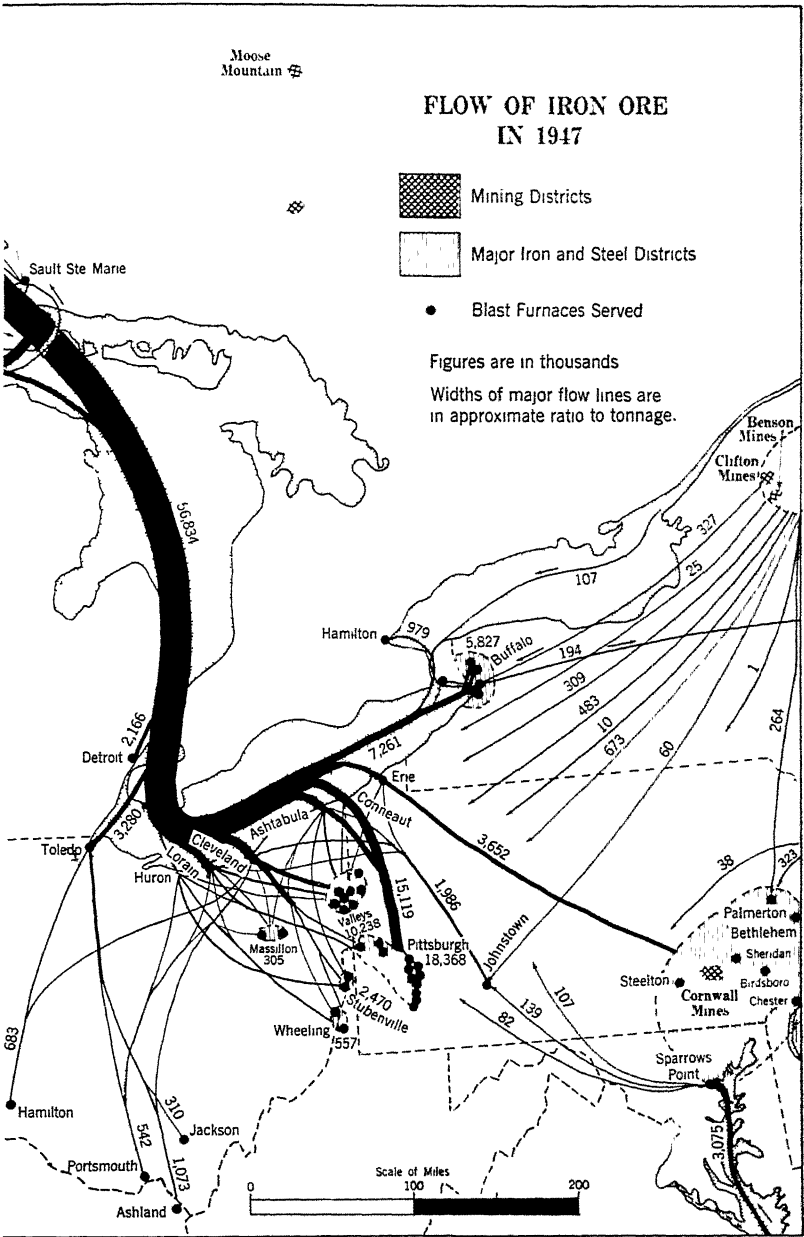 Moose
Mountain
FLOW OF IRON ORE
IN 1947
Mining Districts
Major Iron and Steel Districts
Blast Furnaces Served
Figures are in thousands
Widths of major flow lines are
in approximate ratio to tonnage.
Sault Ste Marie
Benson
Mines
Clifton
Mines
56,834
327
25
107
Hamilton
979
5,827
Buffalo
194
309
483
10
673
60
1
264
2,166
Detroit
7,261
Erie
Conneaut
Ashtabula
3,280
Toledo
Cleveland
Lorain
Huron
3,652
38
323
15,119
1,986
Valleys
10,238
Massillon
305
Pittsburgh
18,368
Johnstown
Palmerton
Bethlehem
Sheridan
Steelton
Birdsboro
Cornwall
Mines
Chester
2,470
Stubenville
Wheeling
557
107
139
82
Sparrows
Point
683
Hamilton
310
Jackson
542
1,073
Portsmouth
Ashland
3,075
Scale of Miles
0
100
200